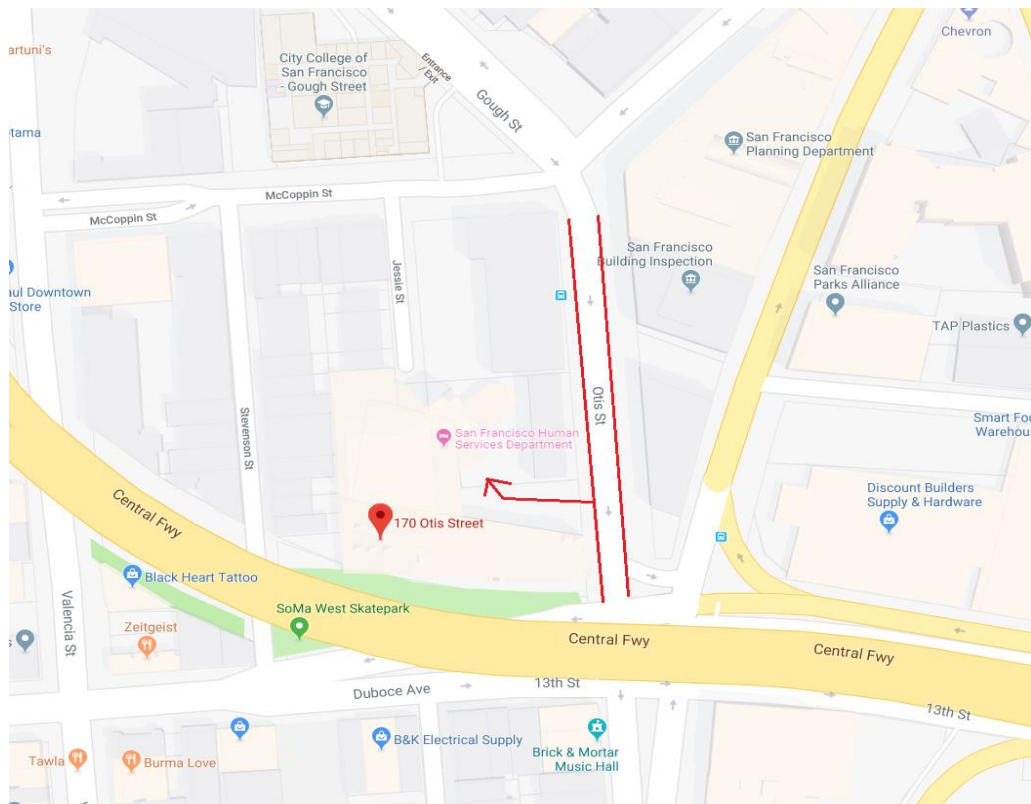 artuni's
City College of
San Francisco
- Gough Street
Entrance
/ Exit
Gough St
Chevron
San Francisco
Planning Department
tama
McCoppin St
McCoppin St
Jessie St
San Francisco
Building Inspection
San Francisco
Parks Alliance
aul Downtown
Store
TAP Plastics
Otis St
Stevenson St
San Francisco Human
Services Department
Smart Foo
Warehous
Discount Builders
Supply & Hardware
Central Fwy
170 Otis Street
Black Heart Tattoo
SoMa West Skatepark
Valencia St
Zeitgeist
s
Central Fwy
Central Fwy
Duboce Ave
13th St
13th St
B&K Electrical Supply
Brick & Mortar
Music Hall
Tawla
Burma Love